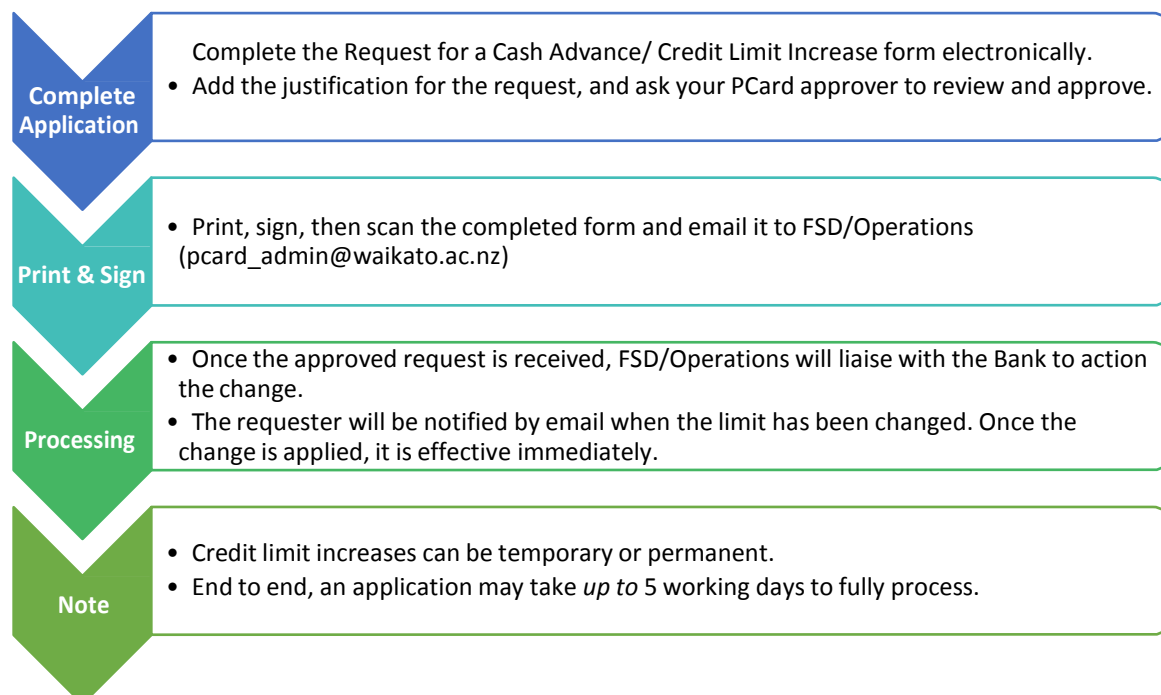 Complete
Application
Complete the Request for a Cash Advance/ Credit Limit Increase form electronically.
• Add the justification for the request, and ask your PCard approver to review and approve.
Print & Sign
• Print, sign, then scan the completed form and email it to FSD/Operations
(pcard_admin@waikato.ac.nz)
Processing
• Once the approved request is received, FSD/Operations will liaise with the Bank to action
the change.
• The requester will be notified by email when the limit has been changed. Once the
change is applied, it is effective immediately.
Note
• Credit limit increases can be temporary or permanent.
• End to end, an application may take up to 5 working days to fully process.